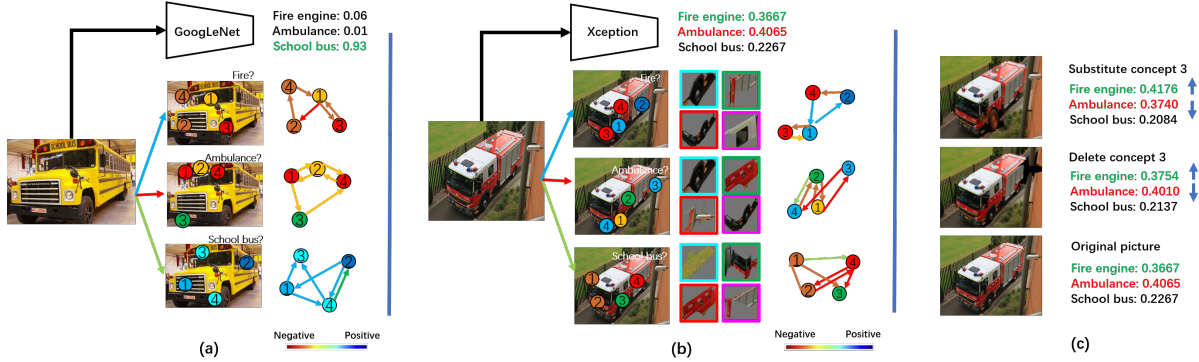 GoogLeNet
Fire engine: 0.06
Ambulance: 0.01
School bus: 0.93
Fire?
4
1
2
3
4
1
2
3
Ambulance?
1
2
4
3
1
2
4
3
School bus?
3
2
1
4
3
2
1
4
Negative
Positive
(a)
Xception
Fire engine: 0.3667
Ambulance: 0.4065
School bus: 0.2267
Fire?
4
2
1
3
4
2
3
1
Ambulance?
3
2
1
4
2
3
4
1
School bus?
1
4
2
3
1
4
2
3
Negative
Positive
(b)
Substitute concept 3
Fire engine: 0.4176
Ambulance: 0.3740
School bus: 0.2084
Delete concept 3
Fire engine: 0.3754
Ambulance: 0.4010
School bus: 0.2137
Original picture
Fire engine: 0.3667
Ambulance: 0.4065
School bus: 0.2267
(c)